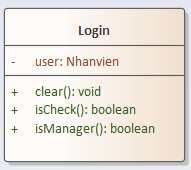 Login
- user: Nhanvien
+ clear(): void
+ isCheck(): boolean
+ isManager(): boolean